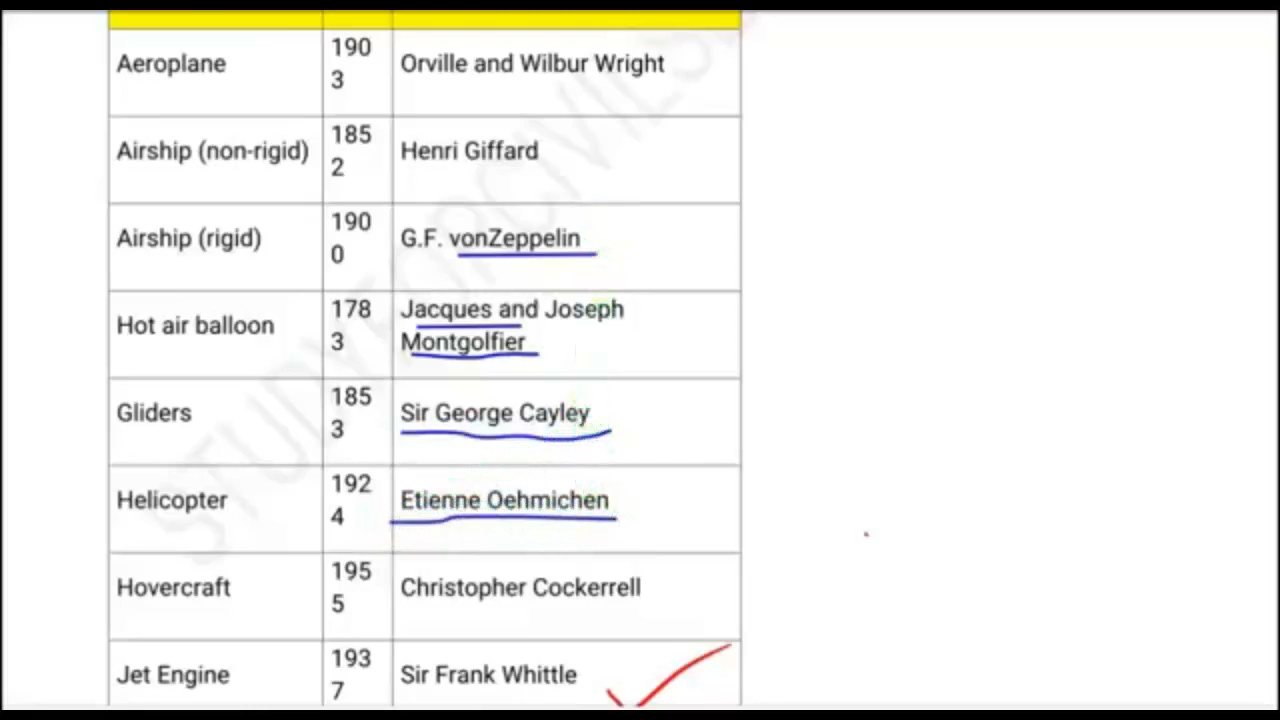 Aeroplane 190 Orville and Wilbur Wright
3
Airship (non-rigid) 185 Henri Giffard
2
Airship (rigid) 190 G.F. vonZeppelin
0
Hot air balloon 178 Jacques and Joseph
3 Montgolfier
Gliders 185 Sir George Cayley
3
Helicopter 192 Etienne Oehmichen
4
Hovercraft 195 Christopher Cockerrell
5
Jet Engine 193 Sir Frank Whittle
7
STUDYFORCIVILS